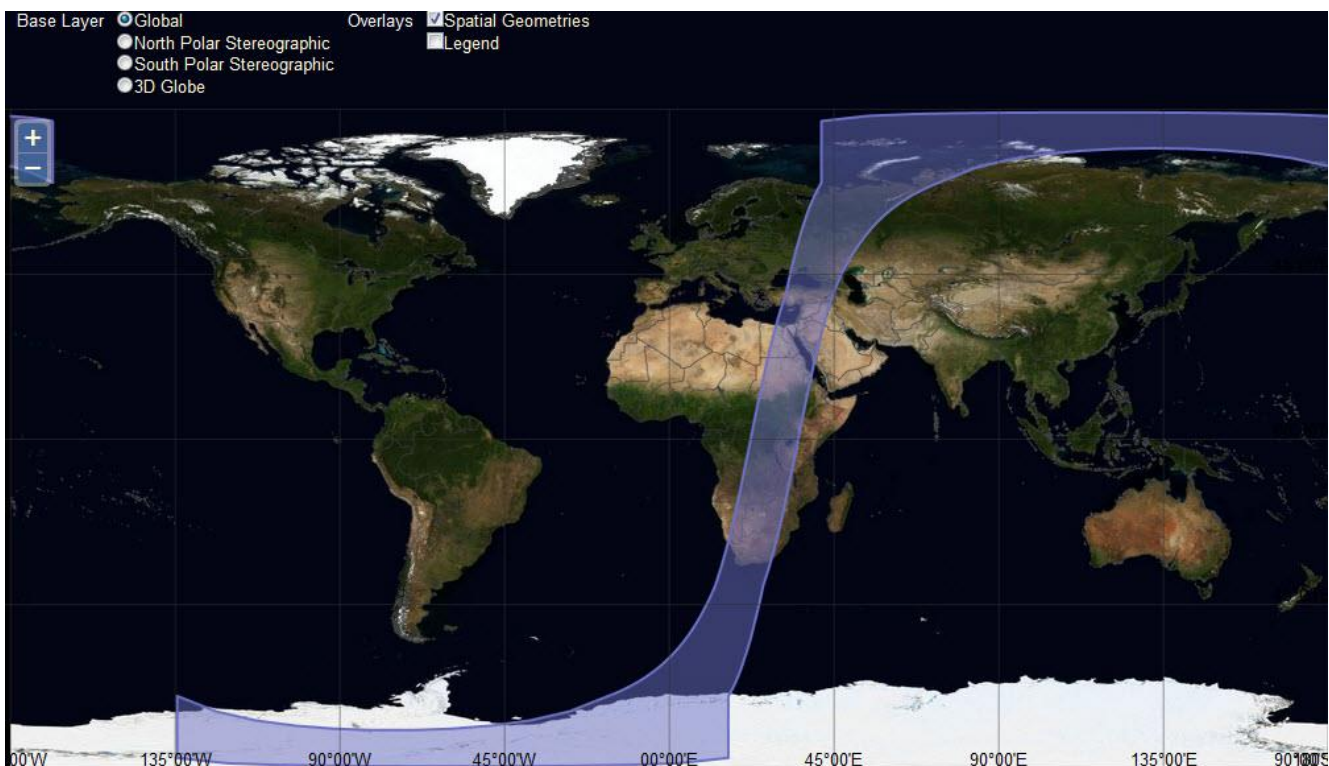 Base Layer Global Overlays Spatial Geometries
North Polar Stereographic Legend
South Polar Stereographic
3D Globe
+
−
00'W 135°00'W 90°00'W 45°00'W 0°00'E 45°00'E 90°00'E 135°00'E